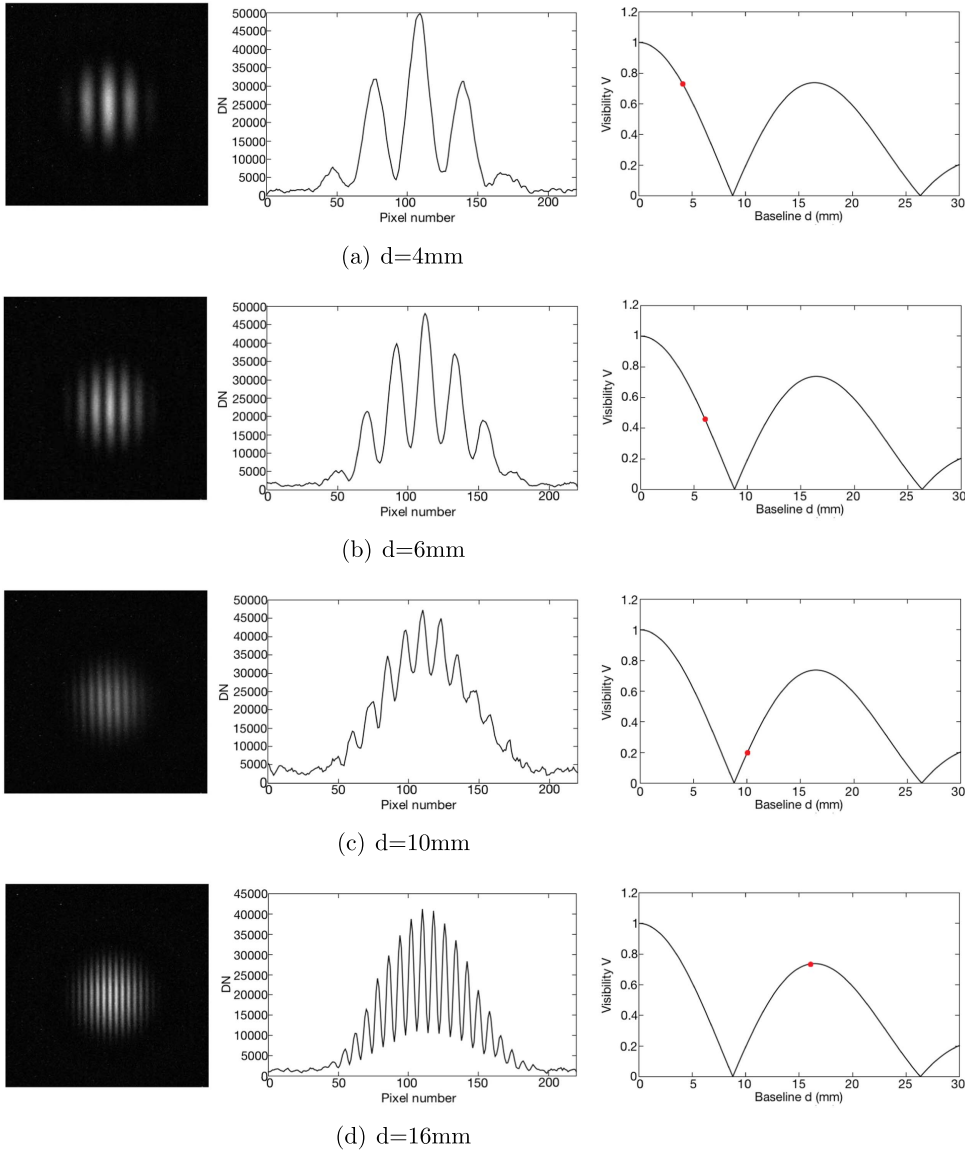 50000
45000
40000
35000
30000
25000
20000
15000
10000
5000
0
DN
0 50 100 150 200
Pixel number
1.2
1
0.8
0.6
0.4
0.2
0
Visibility V
0 5 10 15 20 25 30
Baseline d (mm)
(a) d=4mm
50000
45000
40000
35000
30000
25000
20000
15000
10000
5000
0
DN
0 50 100 150 200
Pixel number
1.2
1
0.8
0.6
0.4
0.2
0
Visibility V
0 5 10 15 20 25 30
Baseline d (mm)
(b) d=6mm
50000
45000
40000
35000
30000
25000
20000
15000
10000
5000
0
DN
0 50 100 150 200
Pixel number
1.2
1
0.8
0.6
0.4
0.2
0
Visibility V
0 5 10 15 20 25 30
Baseline d (mm)
(c) d=10mm
45000
40000
35000
30000
25000
20000
15000
10000
5000
0
DN
0 50 100 150 200
Pixel number
1.2
1
0.8
0.6
0.4
0.2
0
Visibility V
0 5 10 15 20 25 30
Baseline d (mm)
(d) d=16mm